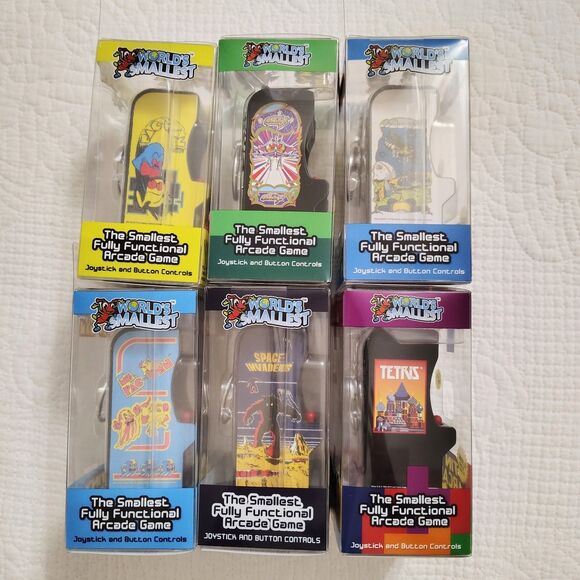 WORLD'S
SMALLEST
The Smallest
Fully Functional
Arcade Game
Joystick and Button Controls
WORLD'S
SMALLEST
The Smallest
Fully Functional
Arcade Game
Joystick and Button Controls
WORLD'S
SMALLEST
The Smallest
Fully Functional
Arcade Game
Joystick and Button Controls
WORLD'S
SMALLEST
The Smallest
Fully Functional
Arcade Game
Joystick and Button Controls
WORLD'S
SMALLEST
SPACE
INVADERS
The Smallest
Fully Functional
Arcade Game
JOYSTICK AND BUTTON CONTROLS
WORLD'S
SMALLEST
TETRIS
The Smallest
Fully Functional
Arcade Game
Joystick and Button Controls